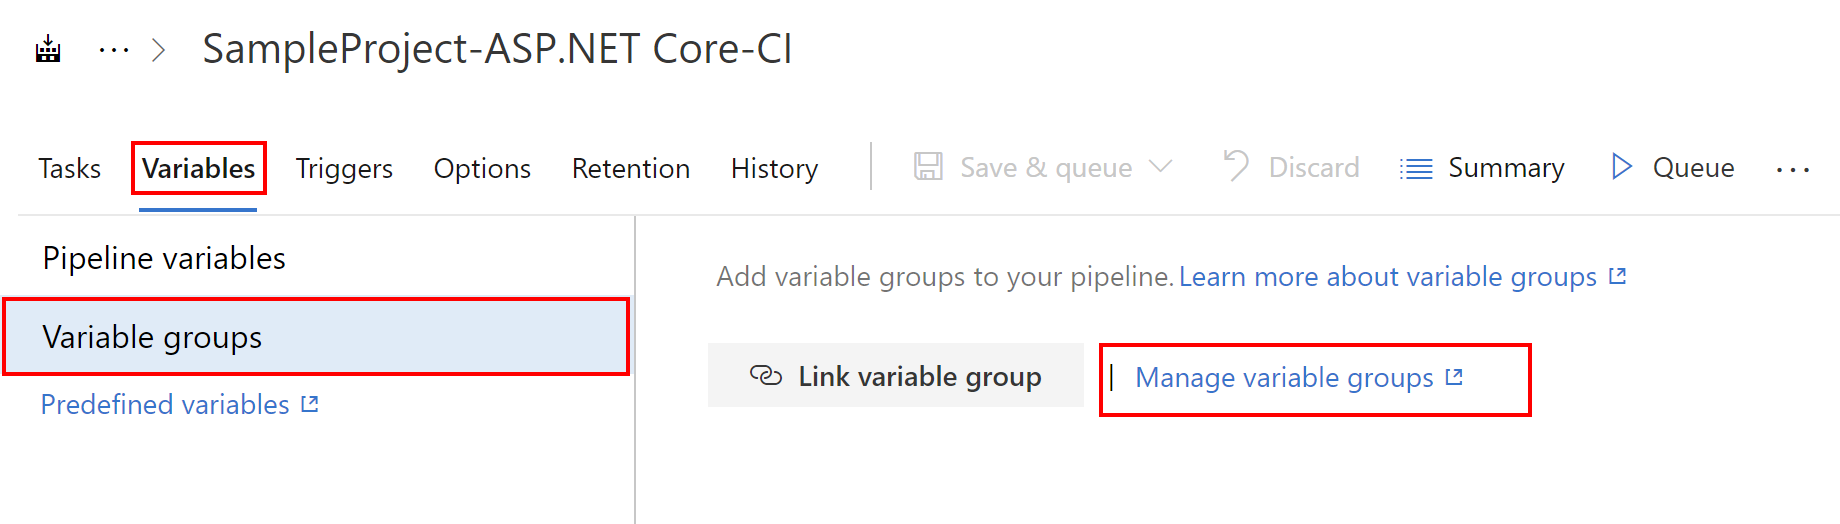 ... > SampleProject-ASP.NET Core-CI
Tasks Variables Triggers Options Retention History Save & queue Discard Summary Queue ...
Pipeline variables
Variable groups
Predefined variables
Add variable groups to your pipeline. Learn more about variable groups
Link variable group | Manage variable groups